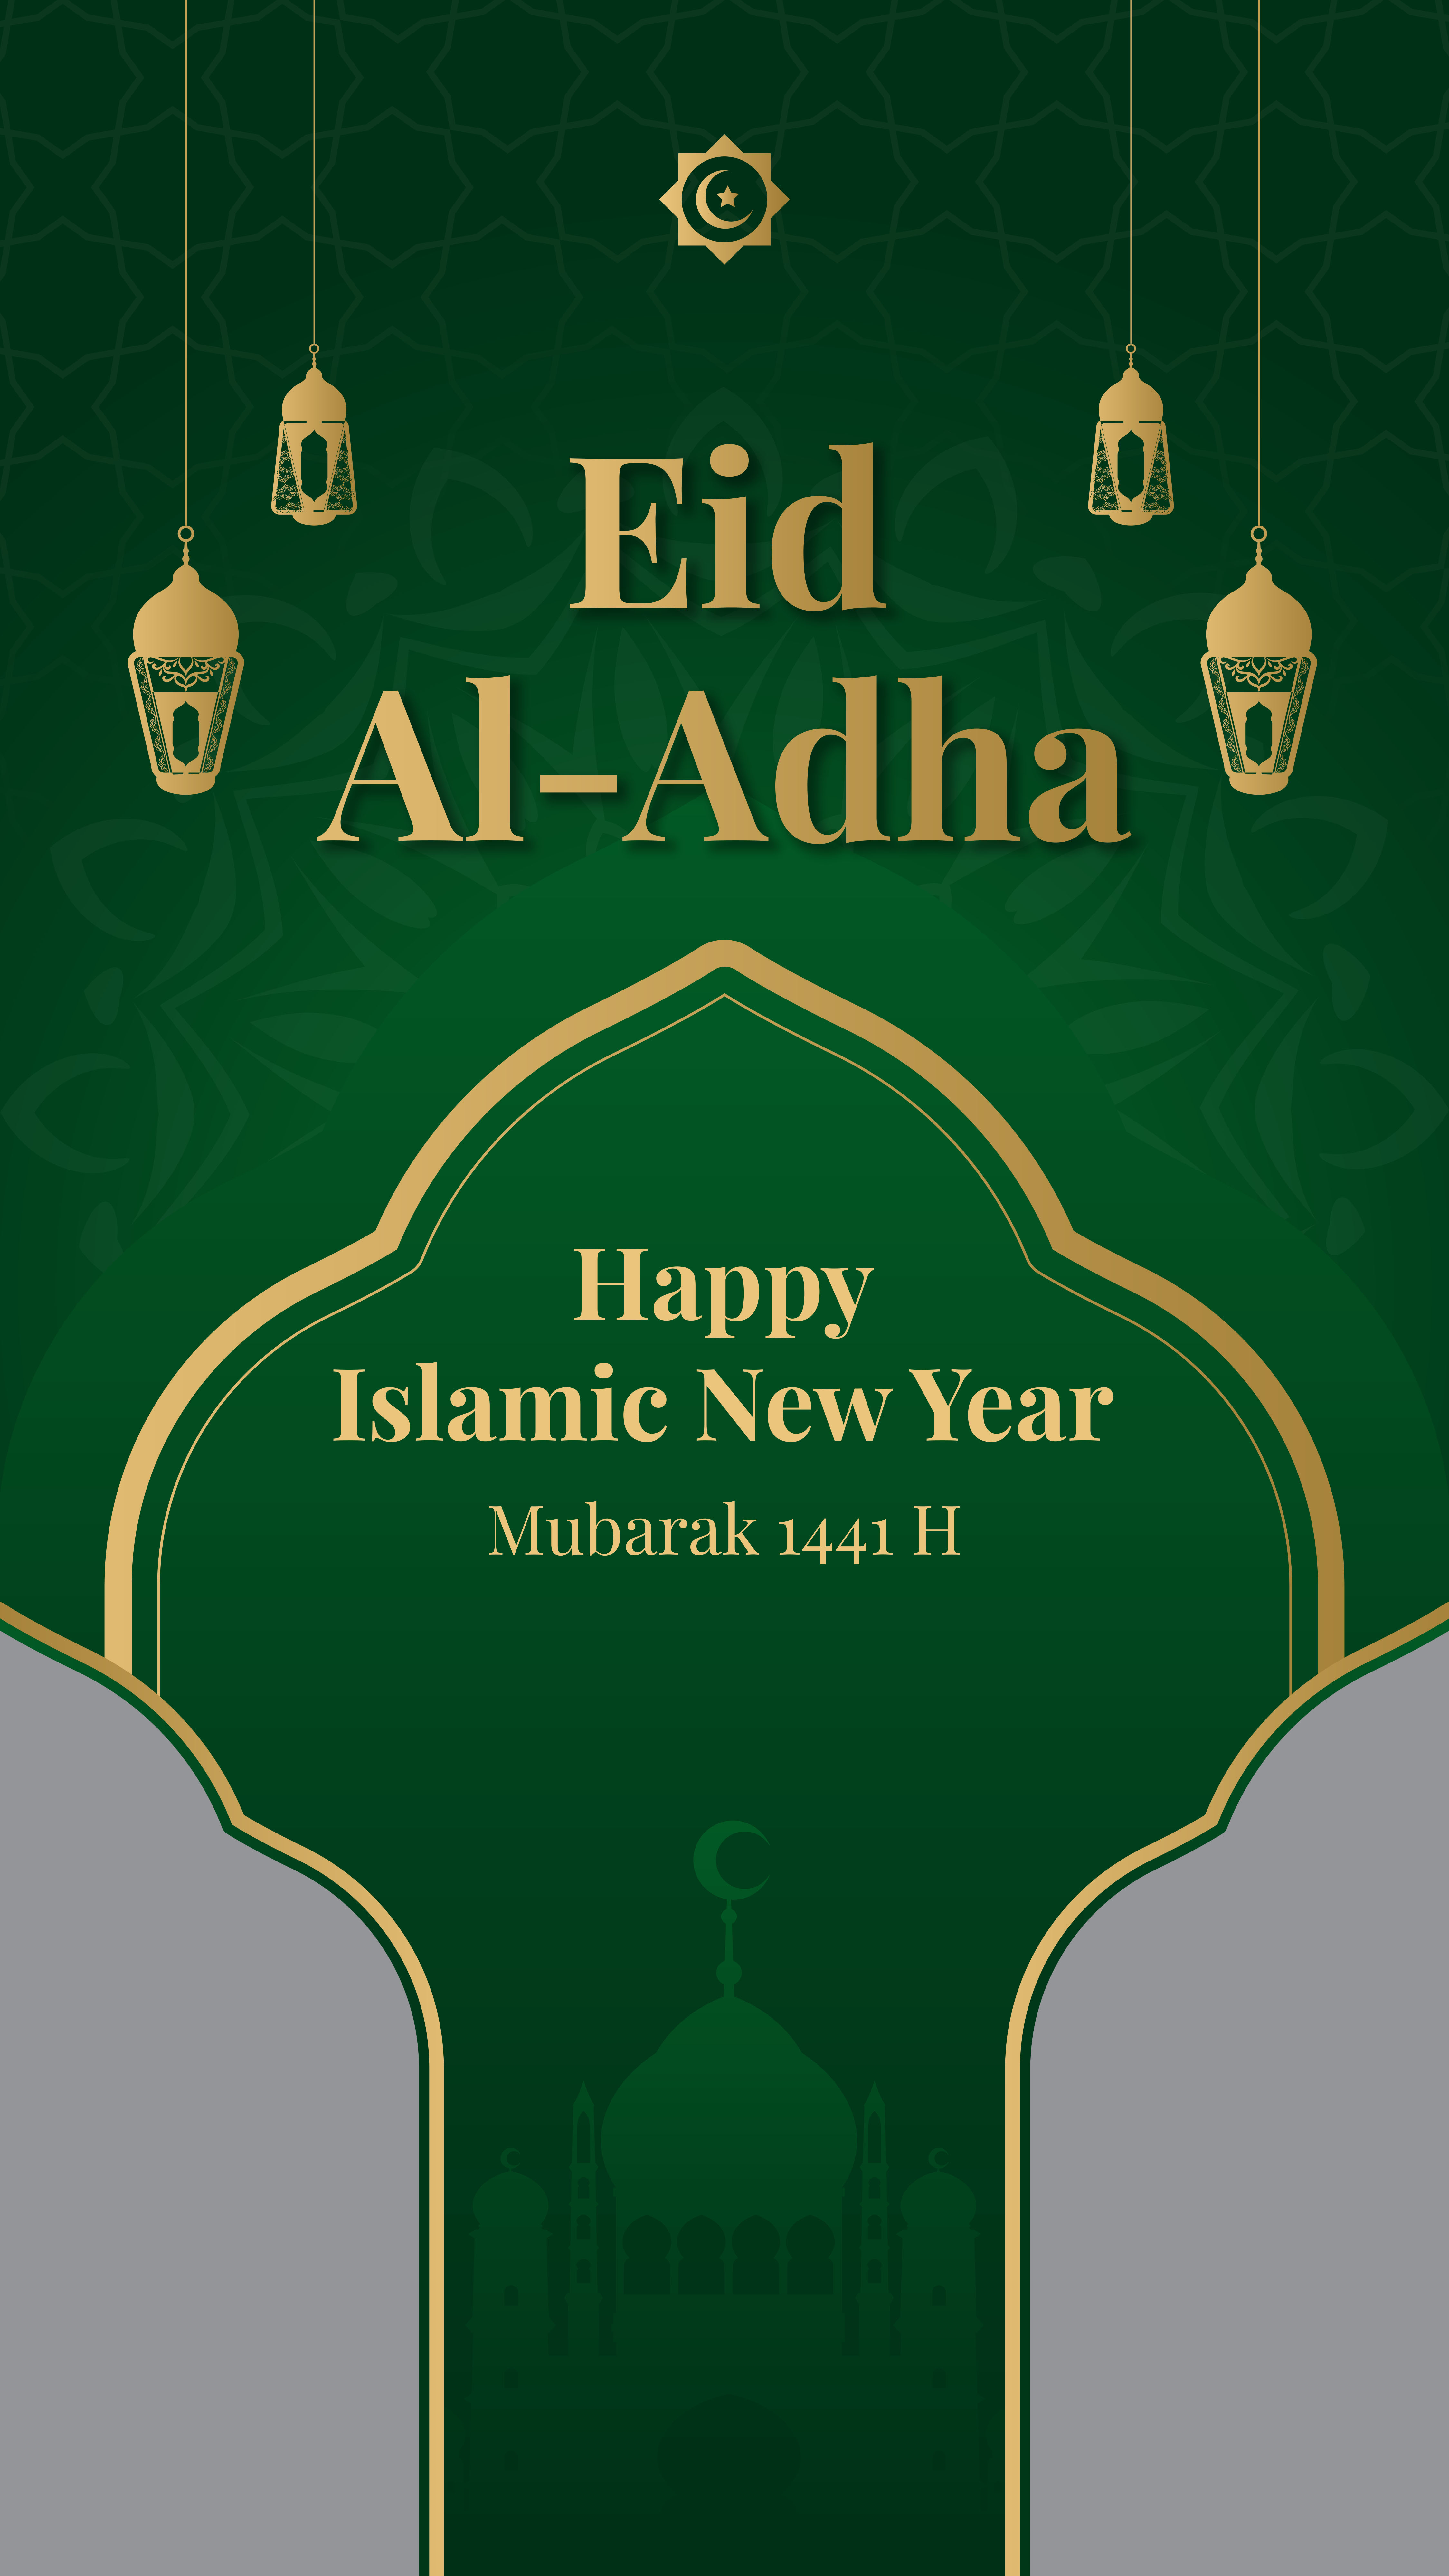 Eid
Al-Adha
Happy
Islamic New Year
Mubarak 1441 H